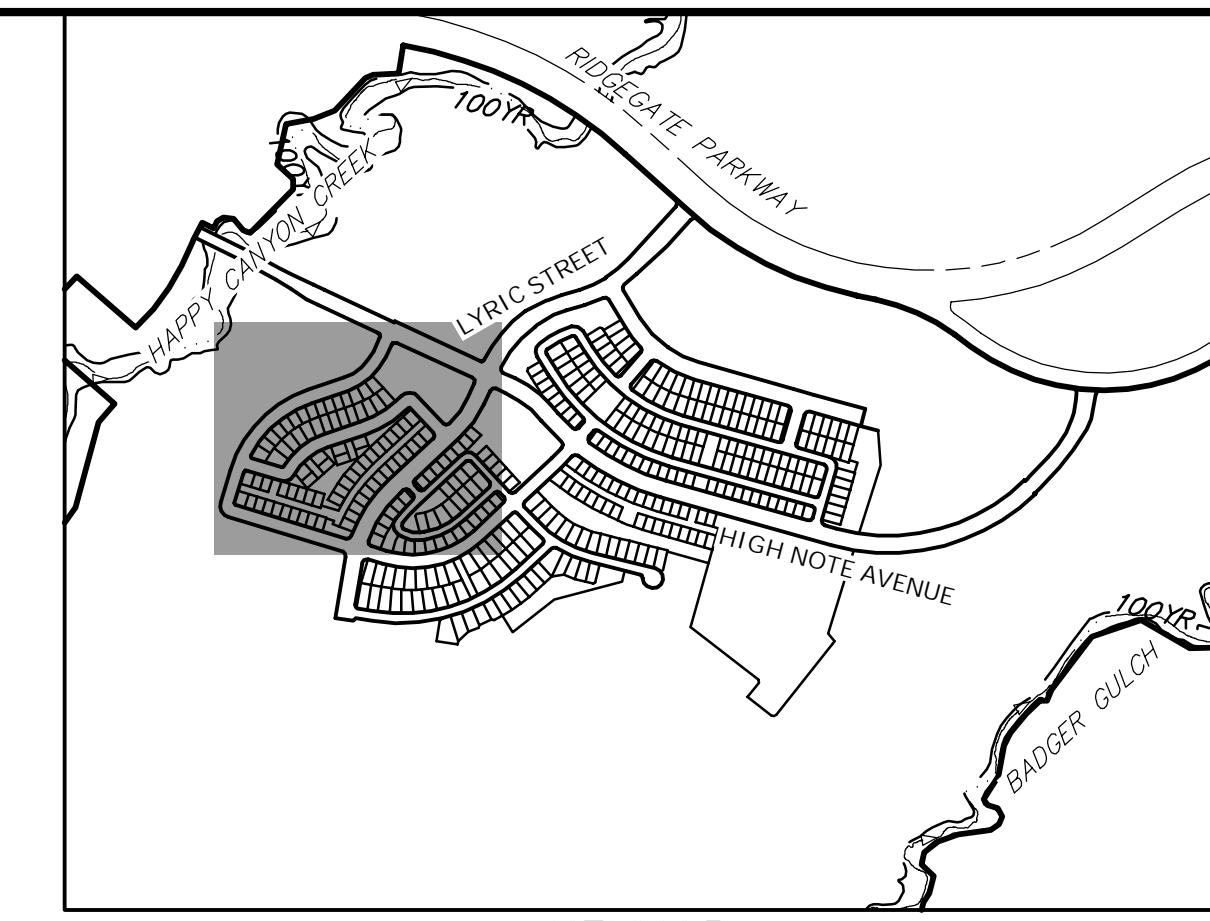 RIDGEGATE PARKWAY
100YR
HAPPY CANYON CREEK
LYRIC STREET
HIGH NOTE AVENUE
100YR
BADGER GULCH